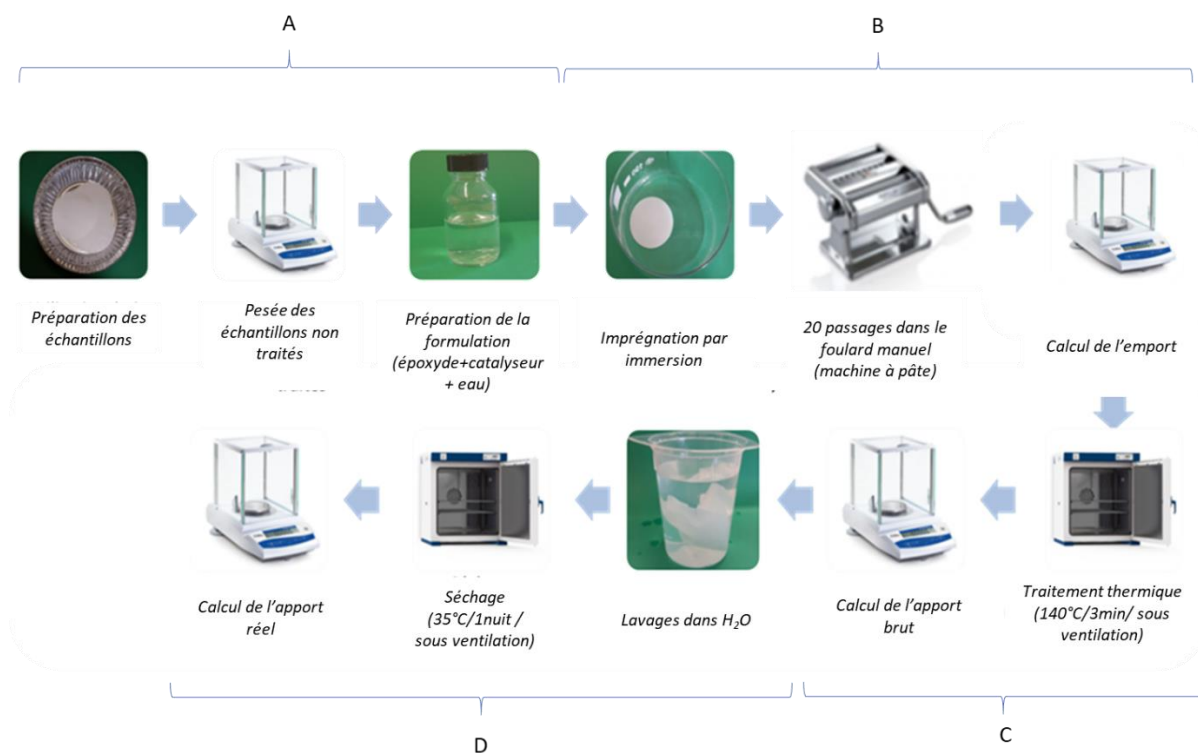 A
B
Préparation des
échantillons
Pesée des
échantillons non
traités
Préparation de la
formulation
(époxyde+catalyseur
+ eau)
Imprégnation par
immersion
20 passages dans le
foulard manuel
(machine à pâte)
Calcul de l'emport
Traitement thermique
(140°C/3min/ sous
ventilation)
Calcul de l'apport
brut
Lavages dans H₂O
Séchage
(35°C/1nuit /
sous ventilation)
Calcul de l'apport
réel
C
D